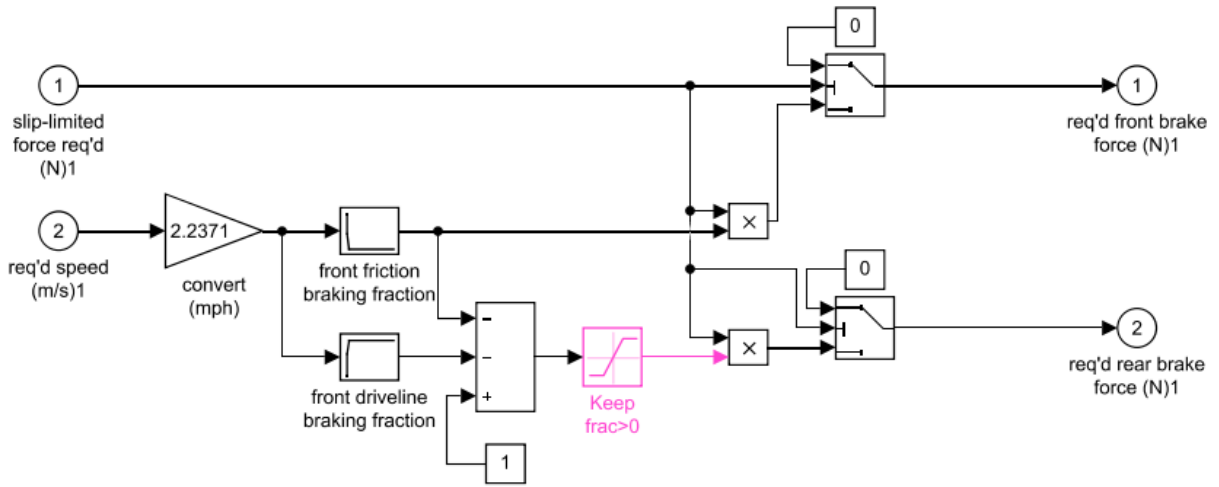 0
1
1
slip-limited
force req'd
(N)1
req'd front brake
force (N)1
2
2.2371
×
req'd speed
(m/s)1
convert
(mph)
front friction
braking fraction
0
−
−
+
×
2
front driveline
braking fraction
Keep
frac>0
req'd rear brake
force (N)1
1